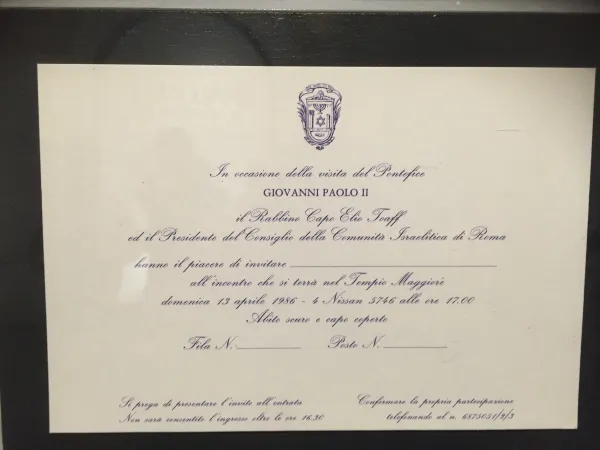 In occasione della visita del Pontefice
GIOVANNI PAOLO II
il Rabbino Capo Elio Toaff
ed il Presidente del Consiglio della Comunità Israelitica di Roma
hanno il piacere di invitare
all'incontro che si terrà nel Tempio Maggiore
domenica 13 aprile 1986 - 4 Nissan 5746 alle ore 17.00
Abito scuro e capo coperto
Fila N. Posto N.
Si prega di presentare l'invito all'entrata
Non sarà consentito l'ingresso oltre le ore 16,30
Confermare la propria partecipazione
telefonando al n. 6875051/2/3